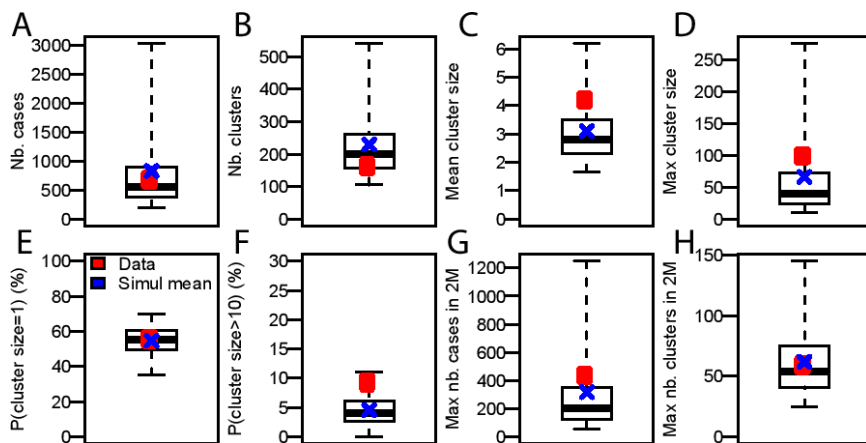 A
Nb. cases
3000
2500
2000
1500
1000
500
0
B
Nb. clusters
500
400
300
200
100
0
C
Mean cluster size
6
5
4
3
2
1
0
D
Max cluster size
250
200
150
100
50
0
E
P(cluster size=1) (%)
100
80
60
40
20
0
Data
Simul mean
F
P(cluster size>10) (%)
30
25
20
15
10
5
0
G
Max nb. cases in 2M
1200
1000
800
600
400
200
0
H
Max nb. clusters in 2M
150
100
50
0